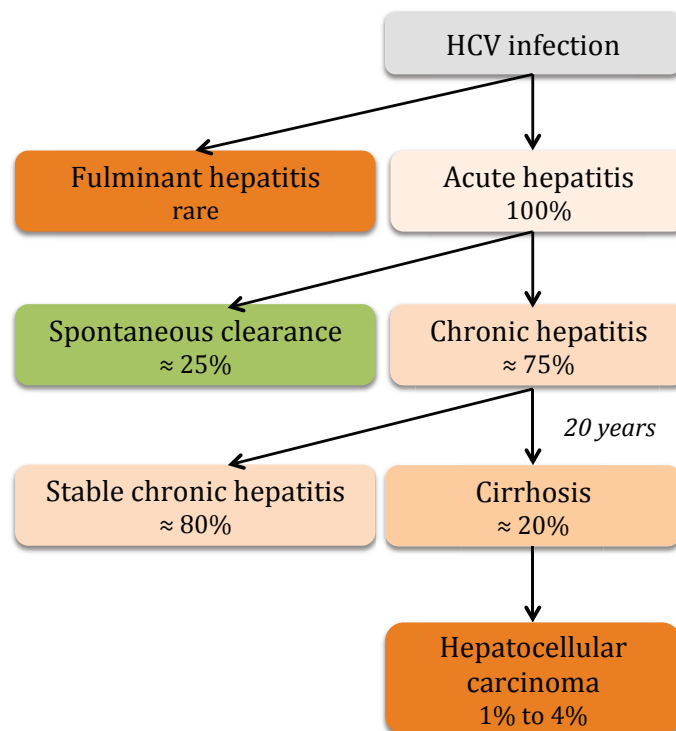 HCV infection
Fulminant hepatitis
rare
Acute hepatitis
100%
Spontaneous clearance
≈ 25%
Chronic hepatitis
≈ 75%
20 years
Stable chronic hepatitis
≈ 80%
Cirrhosis
≈ 20%
Hepatocellular
carcinoma
1% to 4%